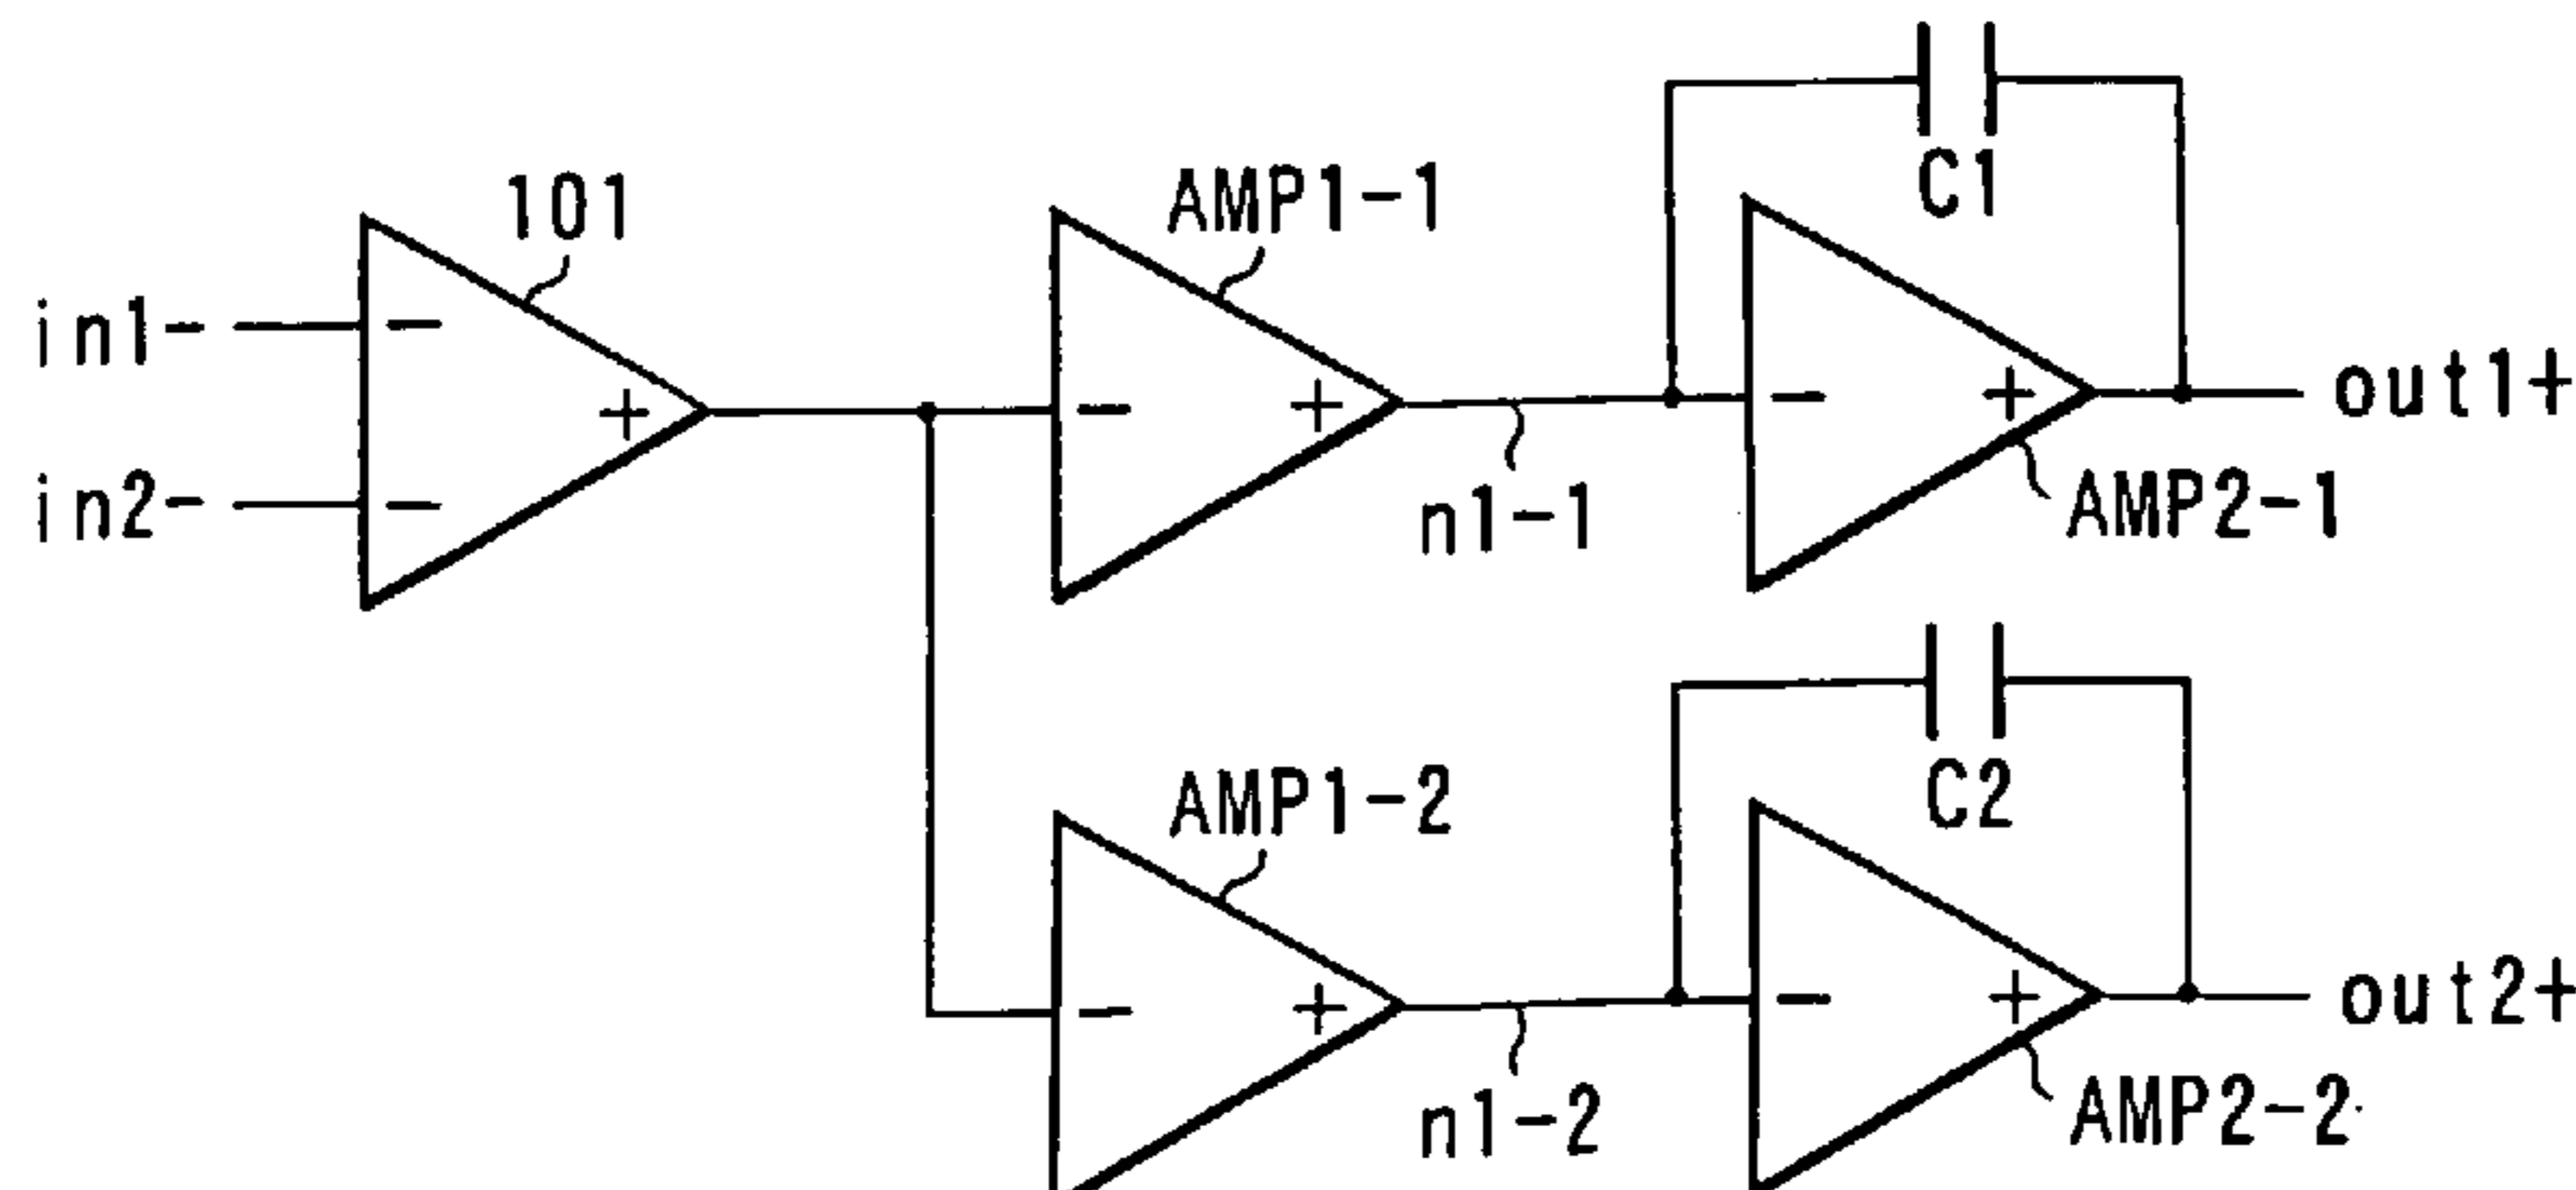 101
AMP1-1
C1
in1-
-
+
-
+
-
+
out1+
in2-
-
n1-1
AMP2-1
AMP1-2
C2
-
+
-
+
out2+
n1-2
AMP2-2